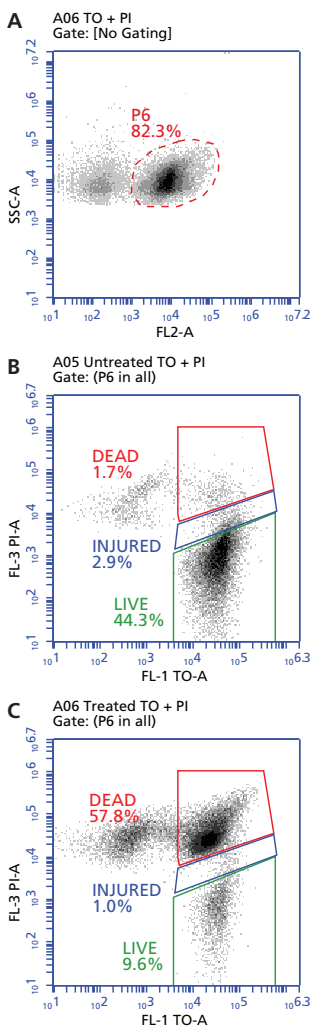 A
A06 TO + PI
Gate: [No Gating]
SSC-A
10^7.2
10^6
10^5
10^4
10^3
10^1
P6
82.3%
10^1 10^2 10^3 10^4 10^5 10^6 10^7.2
FL2-A
B
A05 Untreated TO + PI
Gate: (P6 in all)
FL-3 PI-A
10^6.7
10^6
10^5
10^4
10^3
10^2
10^1
DEAD
1.7%
INJURED
2.9%
LIVE
44.3%
10^1 10^2 10^3 10^4 10^5 10^6.3
FL-1 TO-A
C
A06 Treated TO + PI
Gate: (P6 in all)
FL-3 PI-A
10^6.7
10^6
10^5
10^4
10^3
10^2
10^1
DEAD
57.8%
INJURED
1.0%
LIVE
9.6%
10^1 10^2 10^3 10^4 10^5 10^6.3
FL-1 TO-A